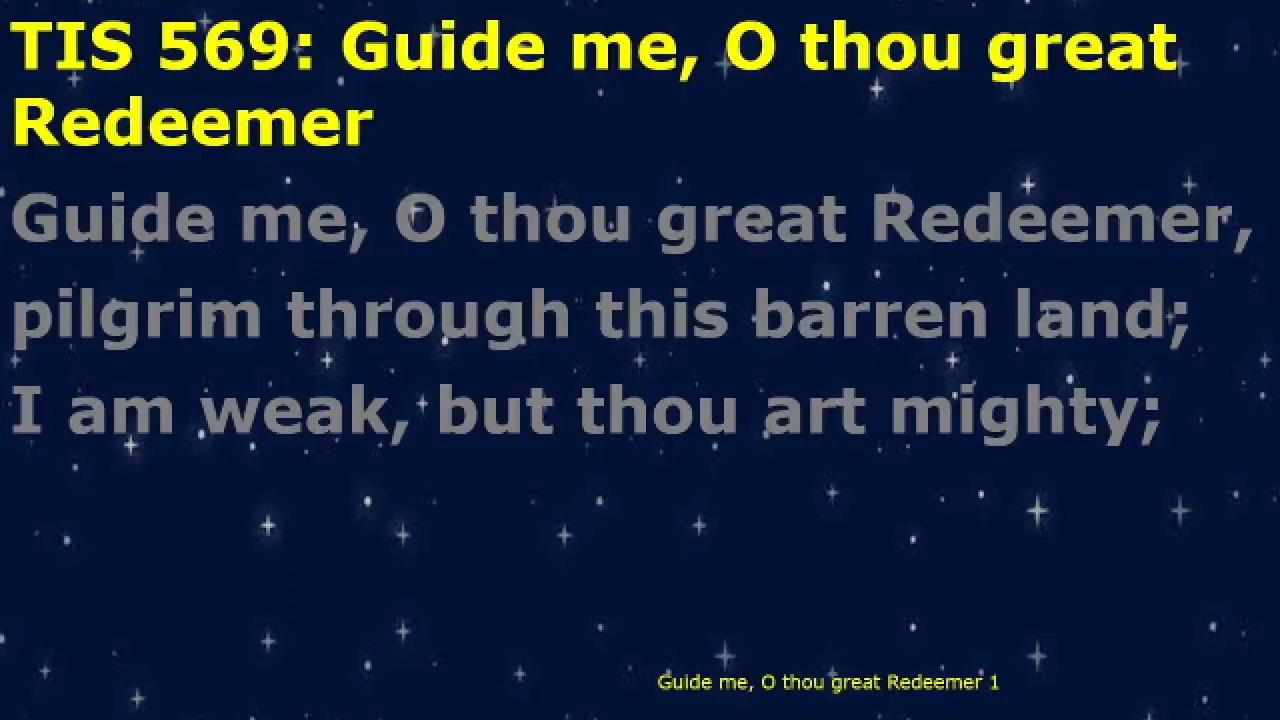 TIS 569: Guide me, O thou great
Redeemer
Guide me, O thou great Redeemer,
pilgrim through this barren land;
I am weak, but thou art mighty;
Guide me, O thou great Redeemer 1